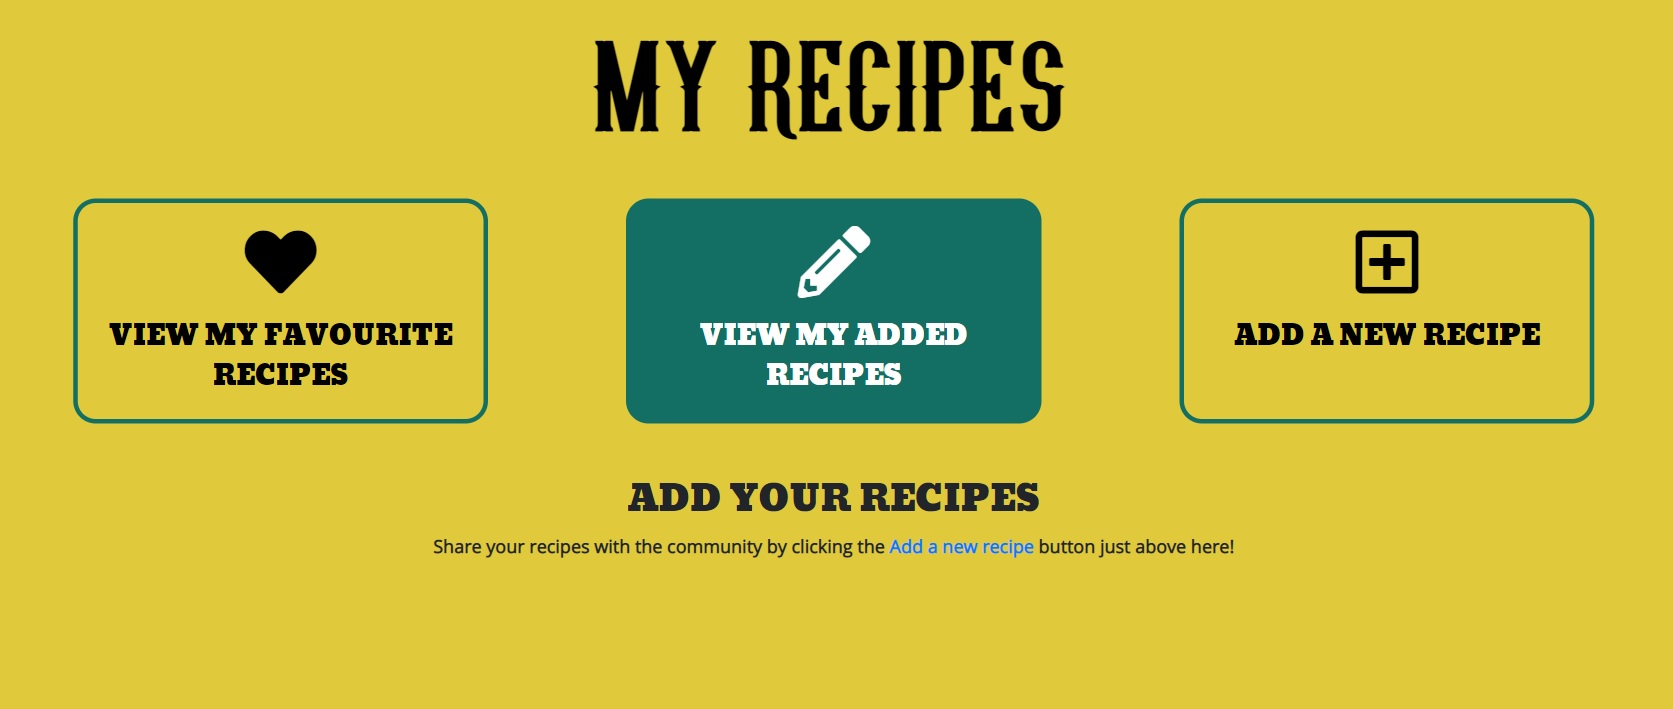 MY RECIPES
VIEW MY FAVOURITE
RECIPES
VIEW MY ADDED
RECIPES
ADD A NEW RECIPE
ADD YOUR RECIPES
Share your recipes with the community by clicking the Add a new recipe button just above here!